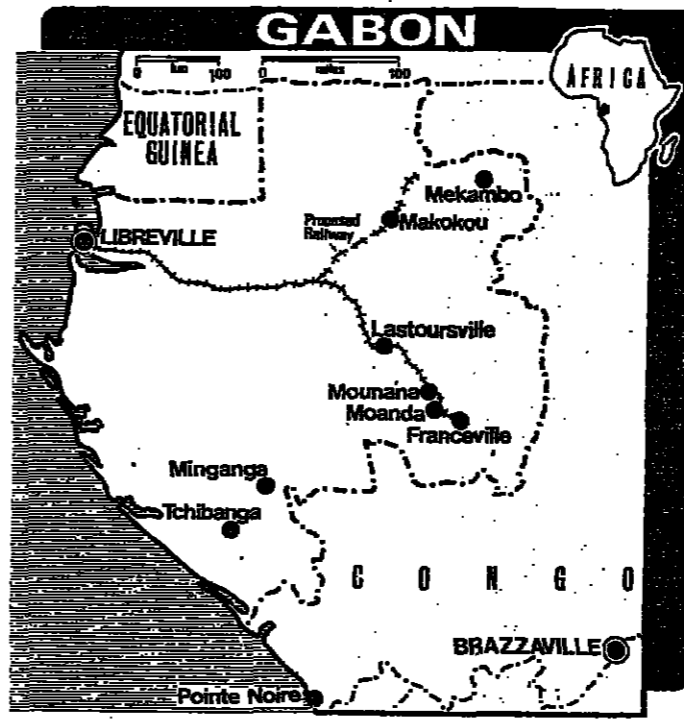 GABON
0 km 100 0 miles 100
AFRICA
EQUATORIAL
GUINEA
Mekambo
Makokou
Proposed
Railway
LIBREVILLE
Lastoursville
Mounana
Moanda
Franceville
Minganga
Tchibanga
CONGO
BRAZZAVILLE
Pointe Noire